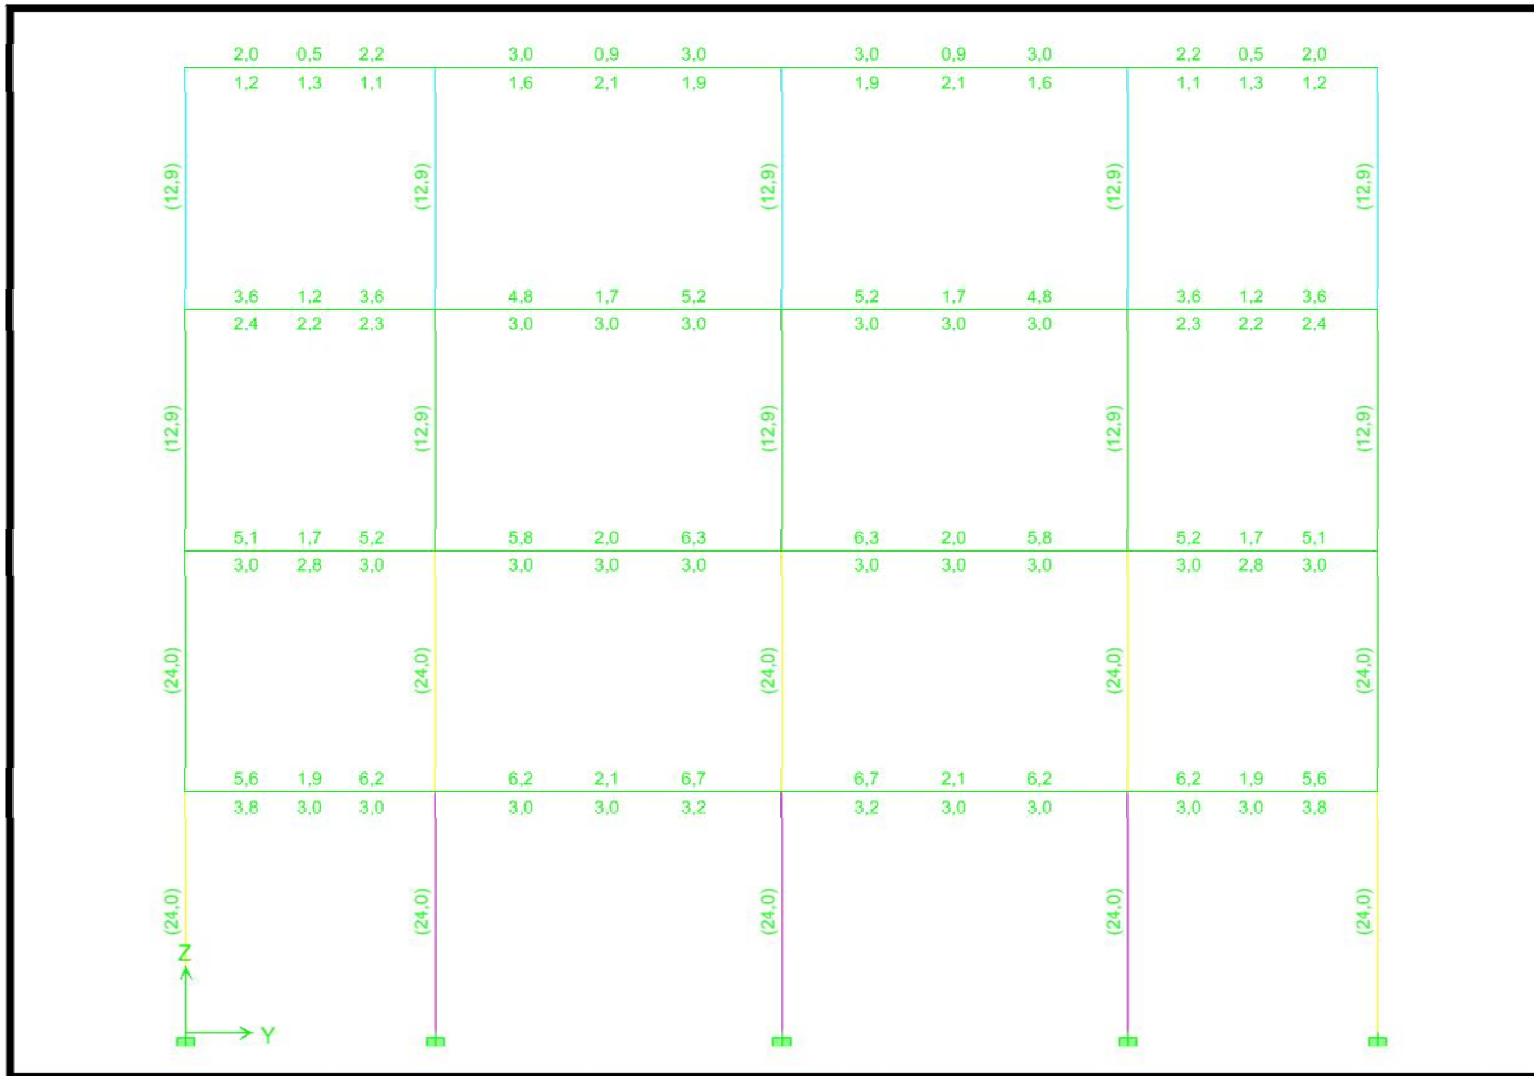 2,0 0,5 2,2 3,0 0,9 3,0 3,0 0,9 3,0 2,2 0,5 2,0
1,2 1,3 1,1 1,6 2,1 1,9 1,9 2,1 1,6 1,1 1,3 1,2
(12,9) (12,9) (12,9) (12,9) (12,9)
3,6 1,2 3,6 4,8 1,7 5,2 5,2 1,7 4,8 3,6 1,2 3,6
2,4 2,2 2,3 3,0 3,0 3,0 3,0 3,0 3,0 2,3 2,2 2,4
(12,9) (12,9) (12,9) (12,9) (12,9)
5,1 1,7 5,2 5,8 2,0 6,3 6,3 2,0 5,8 5,2 1,7 5,1
3,0 2,8 3,0 3,0 3,0 3,0 3,0 3,0 3,0 3,0 2,8 3,0
(24,0) (24,0) (24,0) (24,0) (24,0)
5,6 1,9 6,2 6,2 2,1 6,7 6,7 2,1 6,2 6,2 1,9 5,6
3,8 3,0 3,0 3,0 3,0 3,2 3,2 3,0 3,0 3,0 3,0 3,8
(24,0) (24,0) (24,0) (24,0) (24,0)
Z
Y